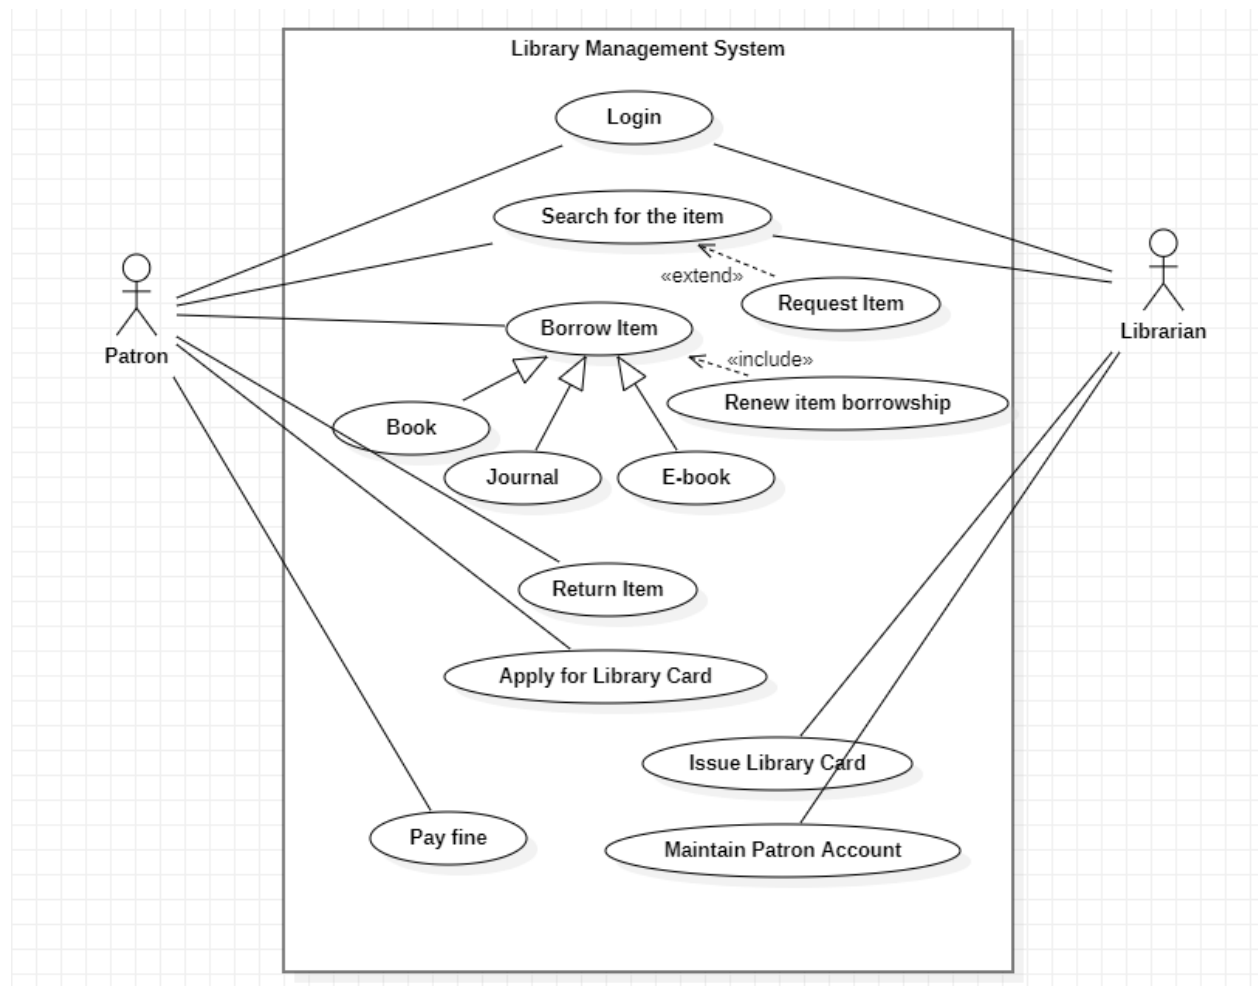 Library Management System
Login
Search for the item
«extend»
Request Item
Patron
Librarian
Borrow Item
«include»
Renew item borrowship
Book
Journal
E-book
Return Item
Apply for Library Card
Issue Library Card
Pay fine
Maintain Patron Account